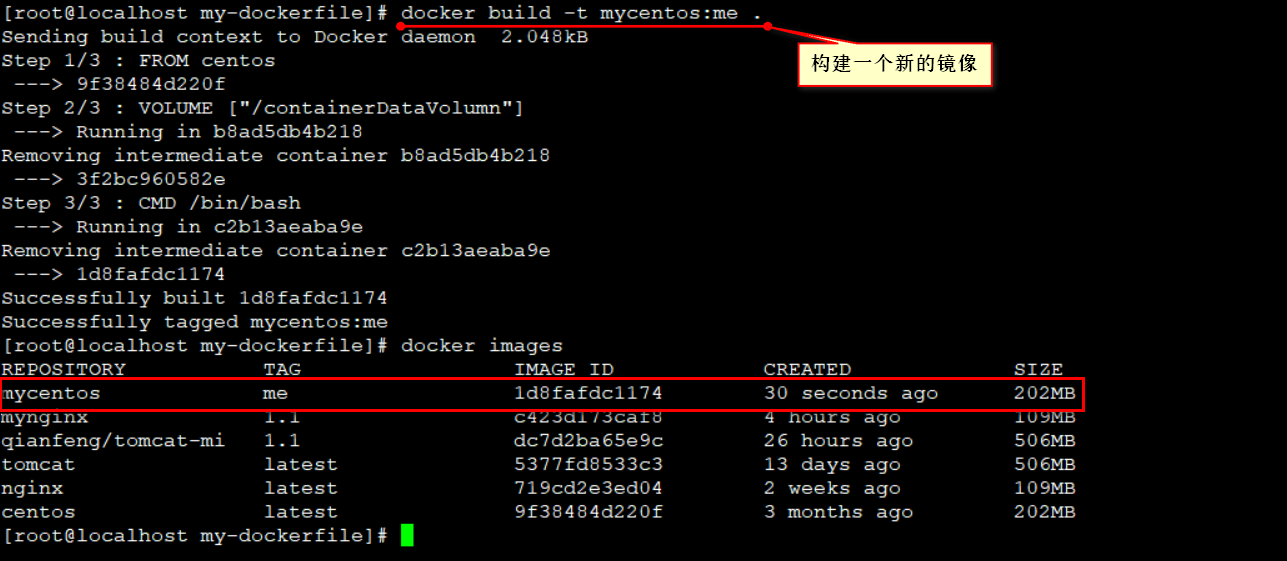 [root@localhost my-dockerfile]# docker build -t mycentos:me .
Sending build context to Docker daemon  2.048kB
构建一个新的镜像
Step 1/3 : FROM centos
 ---> 9f38484d220f
Step 2/3 : VOLUME ["/containerDataVolumn"]
 ---> Running in b8ad5db4b218
Removing intermediate container b8ad5db4b218
 ---> 3f2bc960582e
Step 3/3 : CMD /bin/bash
 ---> Running in c2b13aeaba9e
Removing intermediate container c2b13aeaba9e
 ---> 1d8fafdc1174
Successfully built 1d8fafdc1174
Successfully tagged mycentos:me
[root@localhost my-dockerfile]# docker images
REPOSITORY TAG IMAGE ID CREATED SIZE
mycentos me 1d8fafdc1174 30 seconds ago 202MB
mynginx 1.1 c423d173caf8 4 hours ago 109MB
qianfeng/tomcat-mi 1.1 dc7d2ba65e9c 26 hours ago 506MB
tomcat latest 5377fd8533c3 13 days ago 506MB
nginx latest 719cd2e3ed04 2 weeks ago 109MB
centos latest 9f38484d220f 3 months ago 202MB
[root@localhost my-dockerfile]#